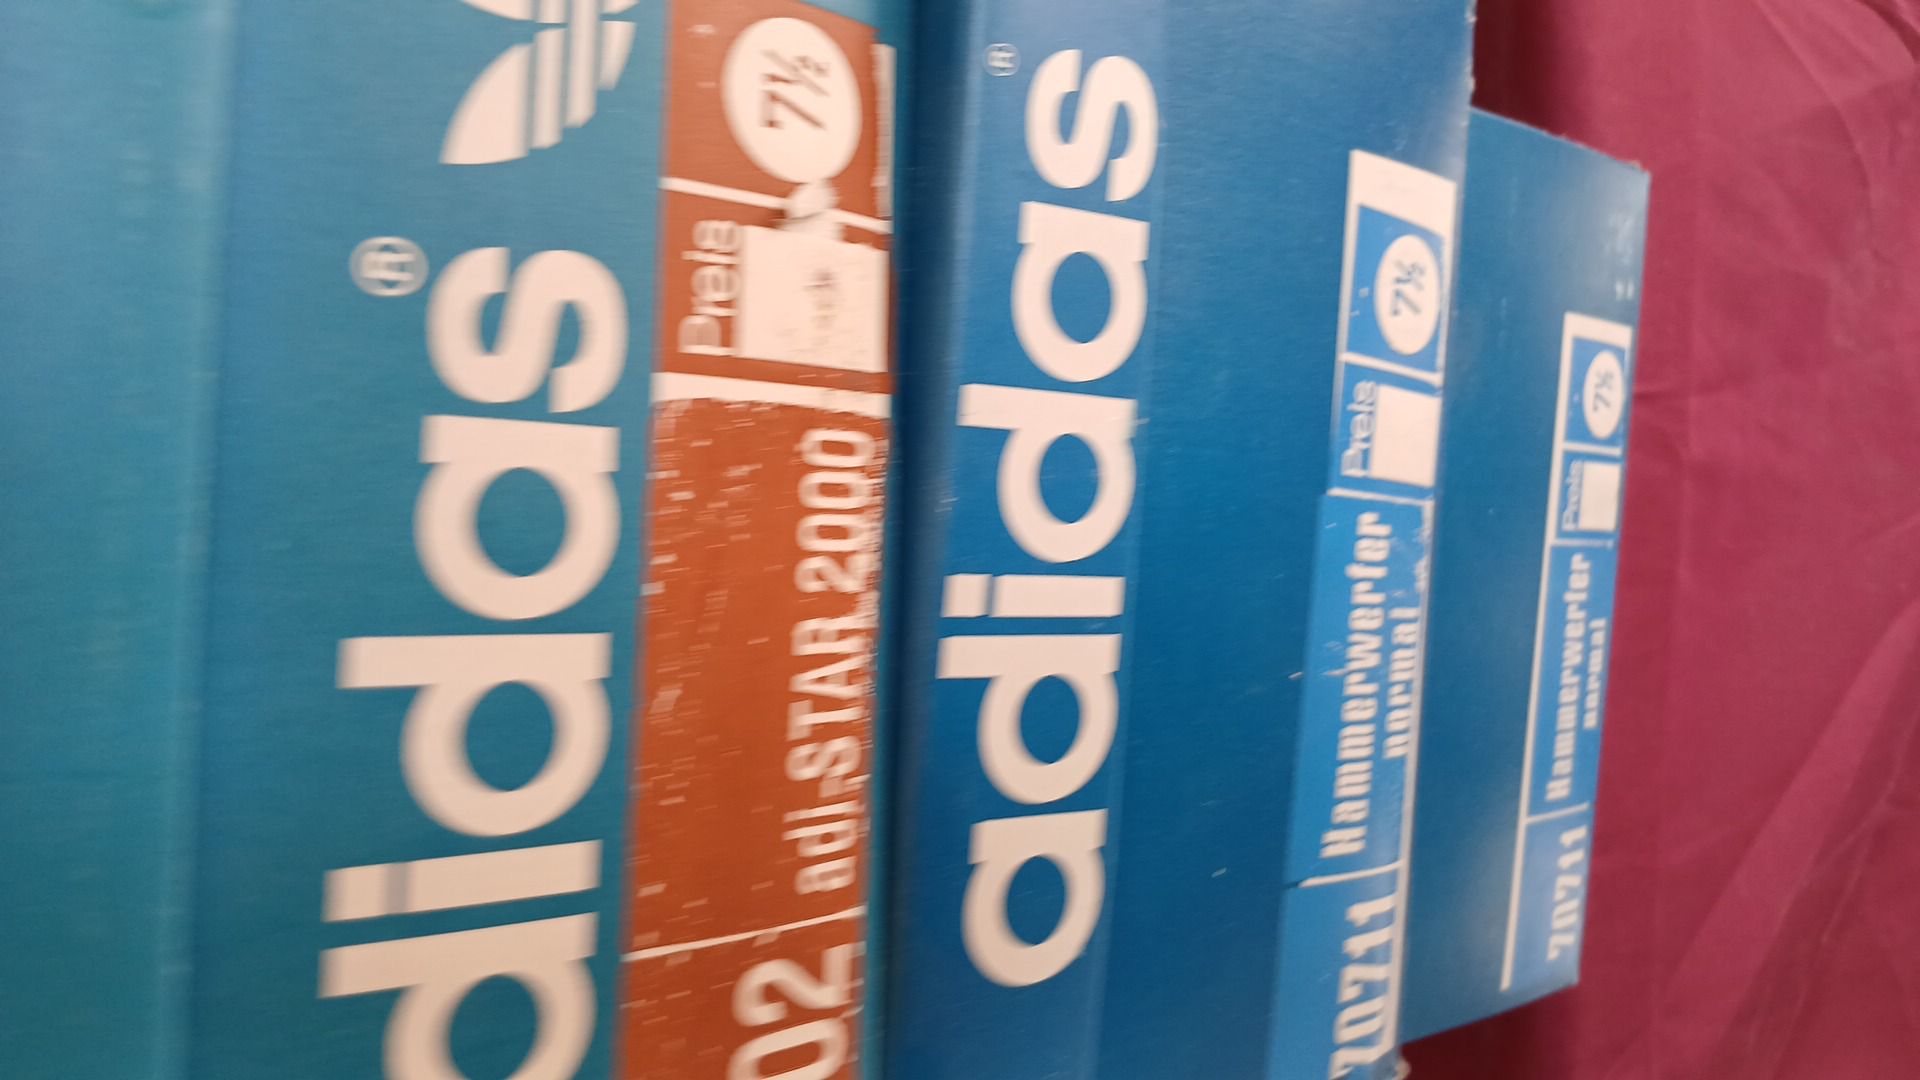 adidas ®
02 adi-STAR 2000 Preis 7½
adidas ®
70711 Hammerwerfer Preis 7½
normal
70711 Hammerwerfer Preis 7½
normal